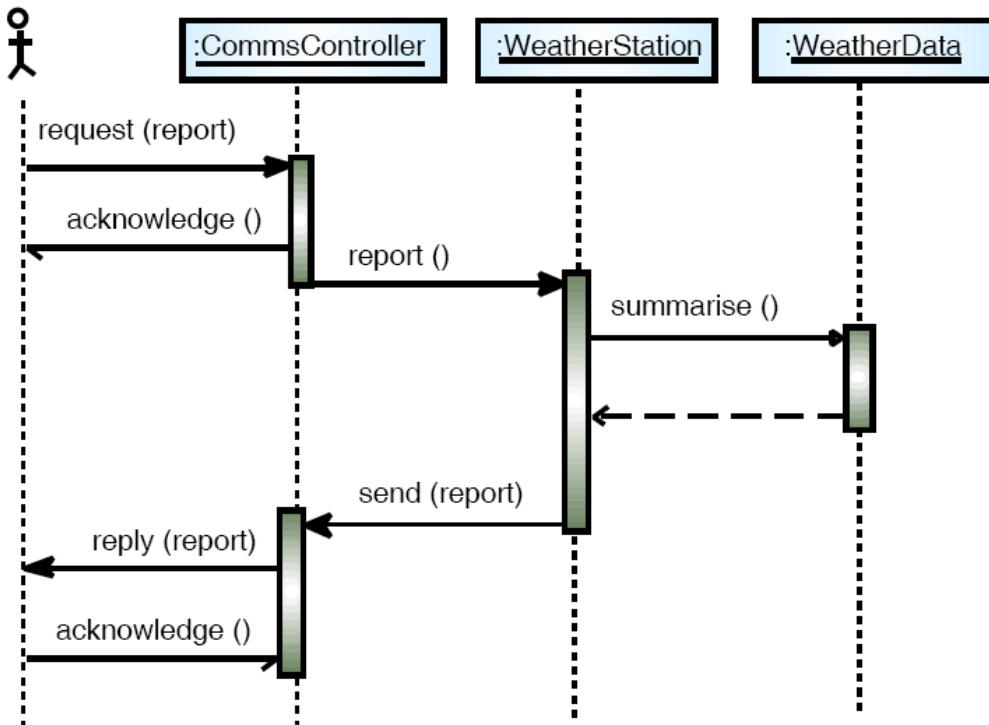 :CommsController
:WeatherStation
:WeatherData
request (report)
acknowledge ()
report ()
summarise ()
send (report)
reply (report)
acknowledge ()